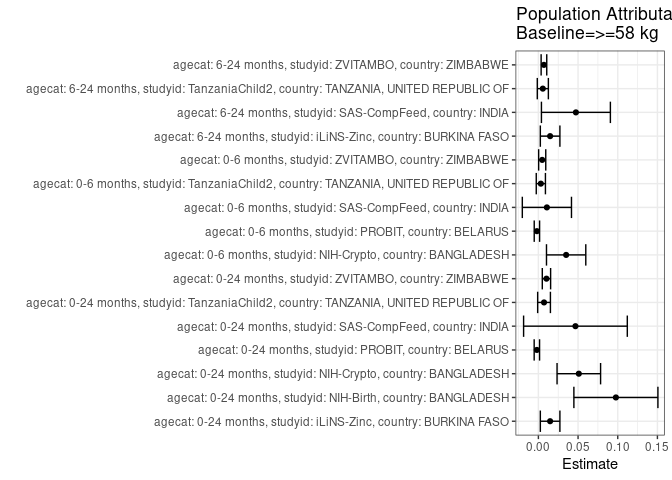 Population Attributa
Baseline=>=58 kg
agecat: 6-24 months, studyid: ZVITAMBO, country: ZIMBABWE
agecat: 6-24 months, studyid: TanzaniaChild2, country: TANZANIA, UNITED REPUBLIC OF
agecat: 6-24 months, studyid: SAS-CompFeed, country: INDIA
agecat: 6-24 months, studyid: iLiNS-Zinc, country: BURKINA FASO
agecat: 0-6 months, studyid: ZVITAMBO, country: ZIMBABWE
agecat: 0-6 months, studyid: TanzaniaChild2, country: TANZANIA, UNITED REPUBLIC OF
agecat: 0-6 months, studyid: SAS-CompFeed, country: INDIA
agecat: 0-6 months, studyid: PROBIT, country: BELARUS
agecat: 0-6 months, studyid: NIH-Crypto, country: BANGLADESH
agecat: 0-24 months, studyid: ZVITAMBO, country: ZIMBABWE
agecat: 0-24 months, studyid: TanzaniaChild2, country: TANZANIA, UNITED REPUBLIC OF
agecat: 0-24 months, studyid: SAS-CompFeed, country: INDIA
agecat: 0-24 months, studyid: PROBIT, country: BELARUS
agecat: 0-24 months, studyid: NIH-Crypto, country: BANGLADESH
agecat: 0-24 months, studyid: NIH-Birth, country: BANGLADESH
agecat: 0-24 months, studyid: iLiNS-Zinc, country: BURKINA FASO
0.00 0.05 0.10 0.15
Estimate